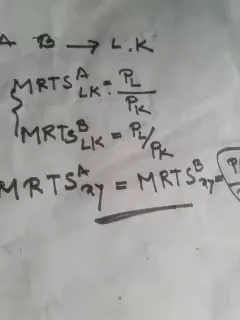 A B → L.K
MRTS^A_LK = P_L/P_K
MRTS^B_LK = P_L/P_K
MRTS^A_xy = MRTS^B_xy =